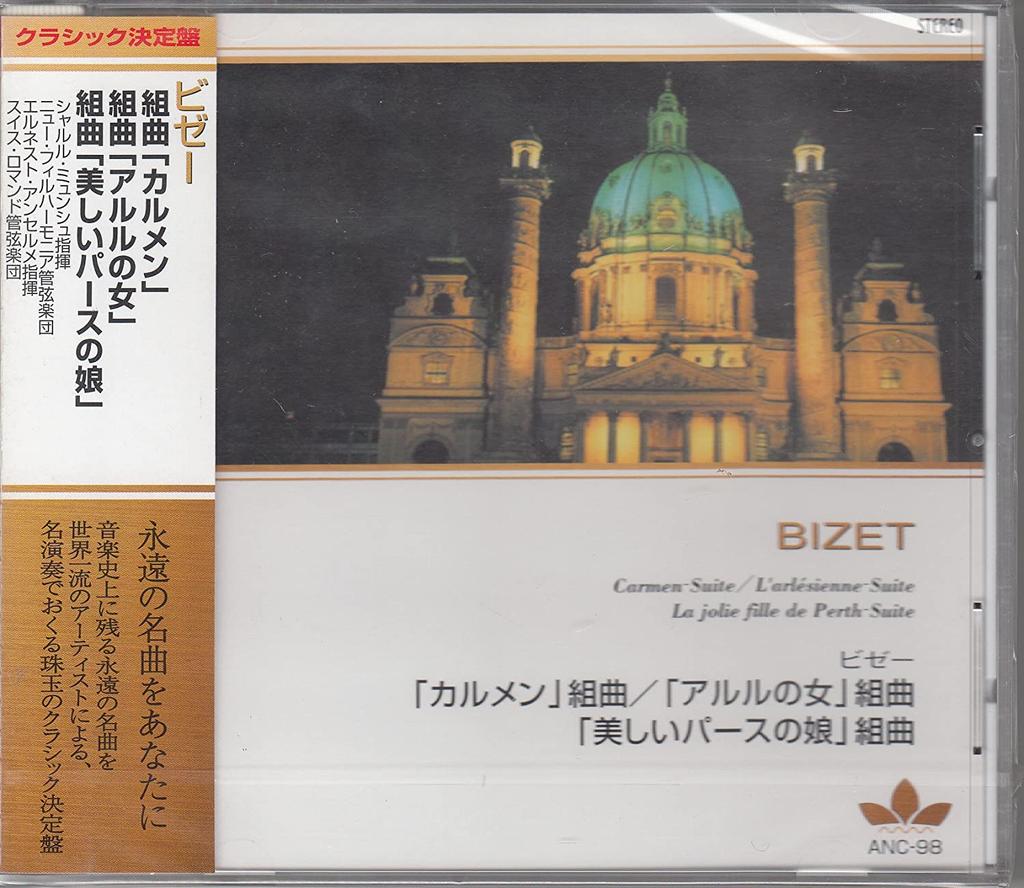 クラシック決定盤
ビゼー
組曲「カルメン」
組曲「アルルの女」
組曲「美しいパースの娘」
シャルル・ミュンシュ指揮
ニュー・フィルハーモニア管弦楽団
エルネスト・アンセルメ指揮
スイス・ロマンド管弦楽団
永遠の名曲をあなたに
音楽史上に残る永遠の名曲を
世界一流のアーティストによる、
名演奏でおくる珠玉のクラシック決定盤
STEREO
BIZET
Carmen-Suite/L'arlésienne-Suite
La jolie fille de Perth-Suite
ビゼー
「カルメン」組曲/「アルルの女」組曲
「美しいパースの娘」組曲
ANC-98